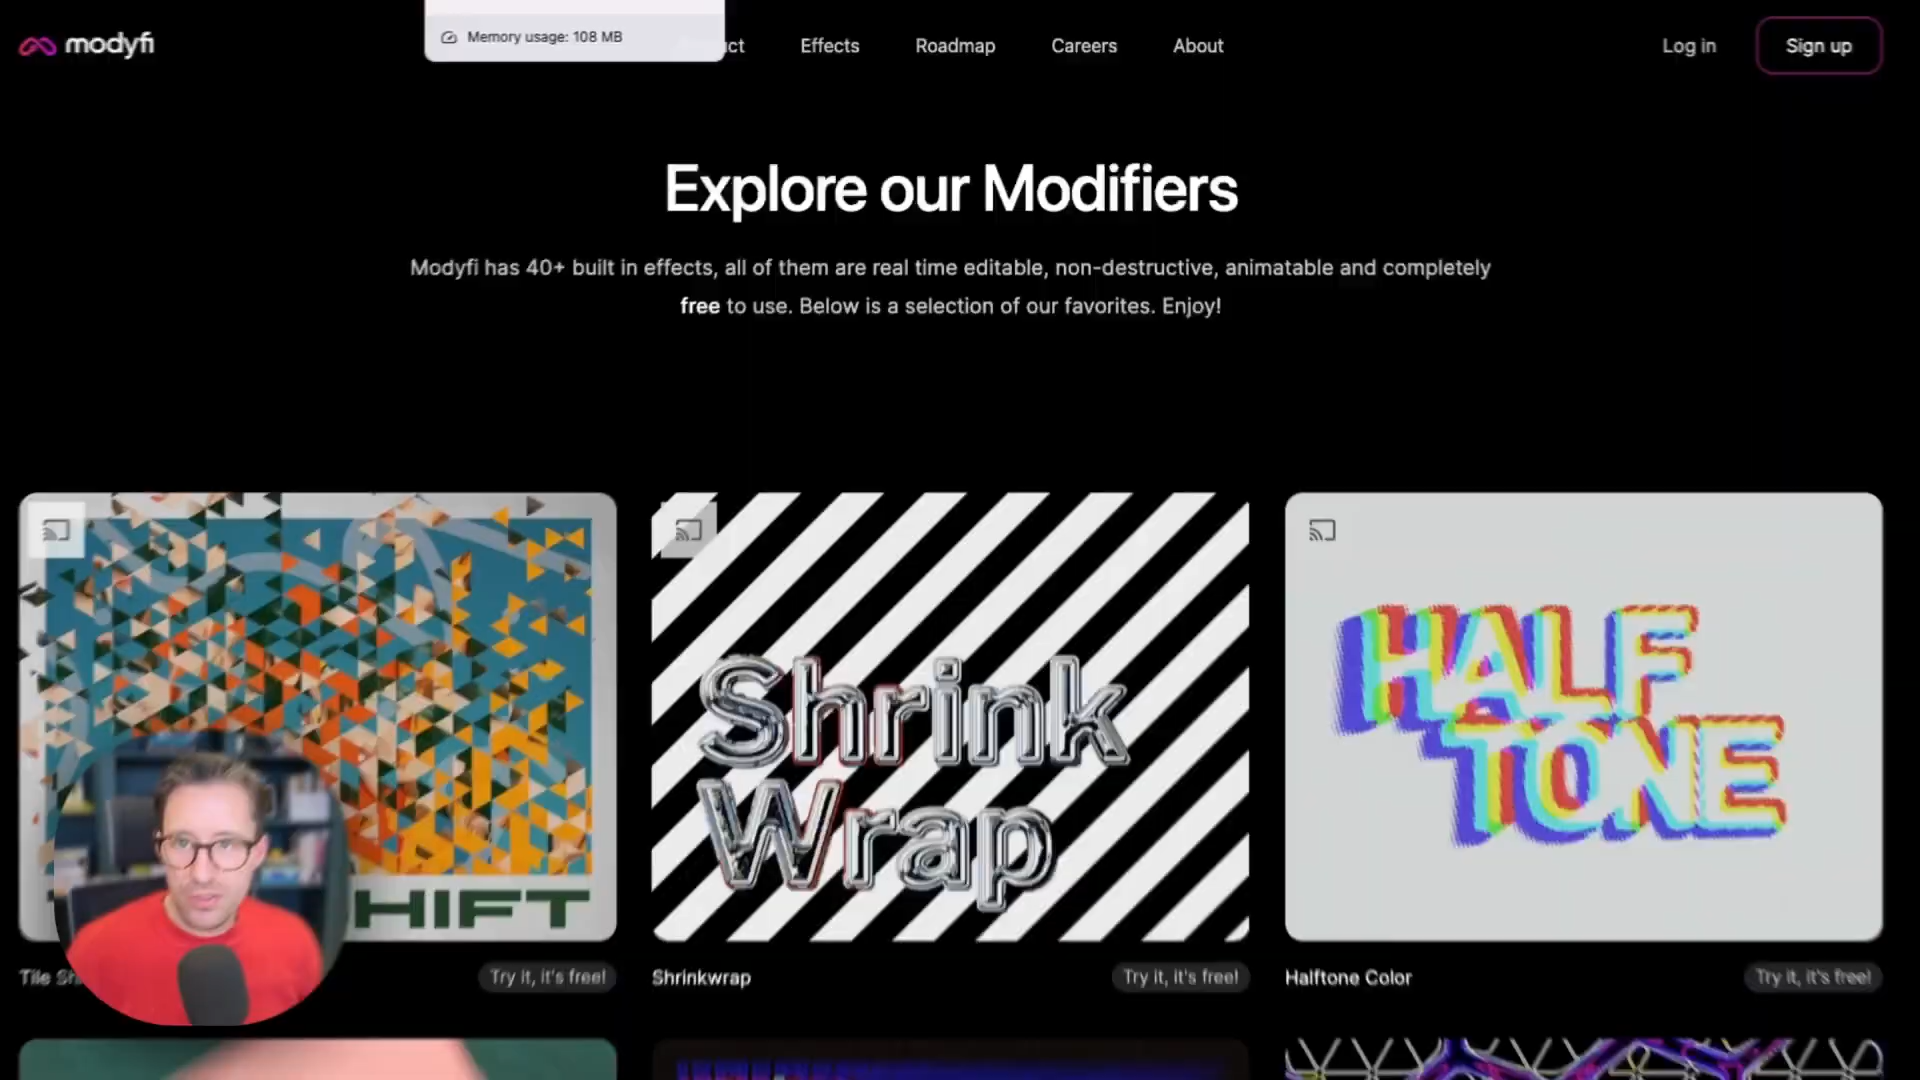 modyfi
Memory usage: 108 MB
Effects
Roadmap
Careers
About
Log in
Sign up
Explore our Modifiers
Modyfi has 40+ built in effects, all of them are real time editable, non-destructive, animatable and completely
free to use. Below is a selection of our favorites. Enjoy!
HIFT
Shrink
Wrap
HALF
TONE
Tile
Try it, it's free!
Shrinkwrap
Try it, it's free!
Halftone Color
Try it, it's free!